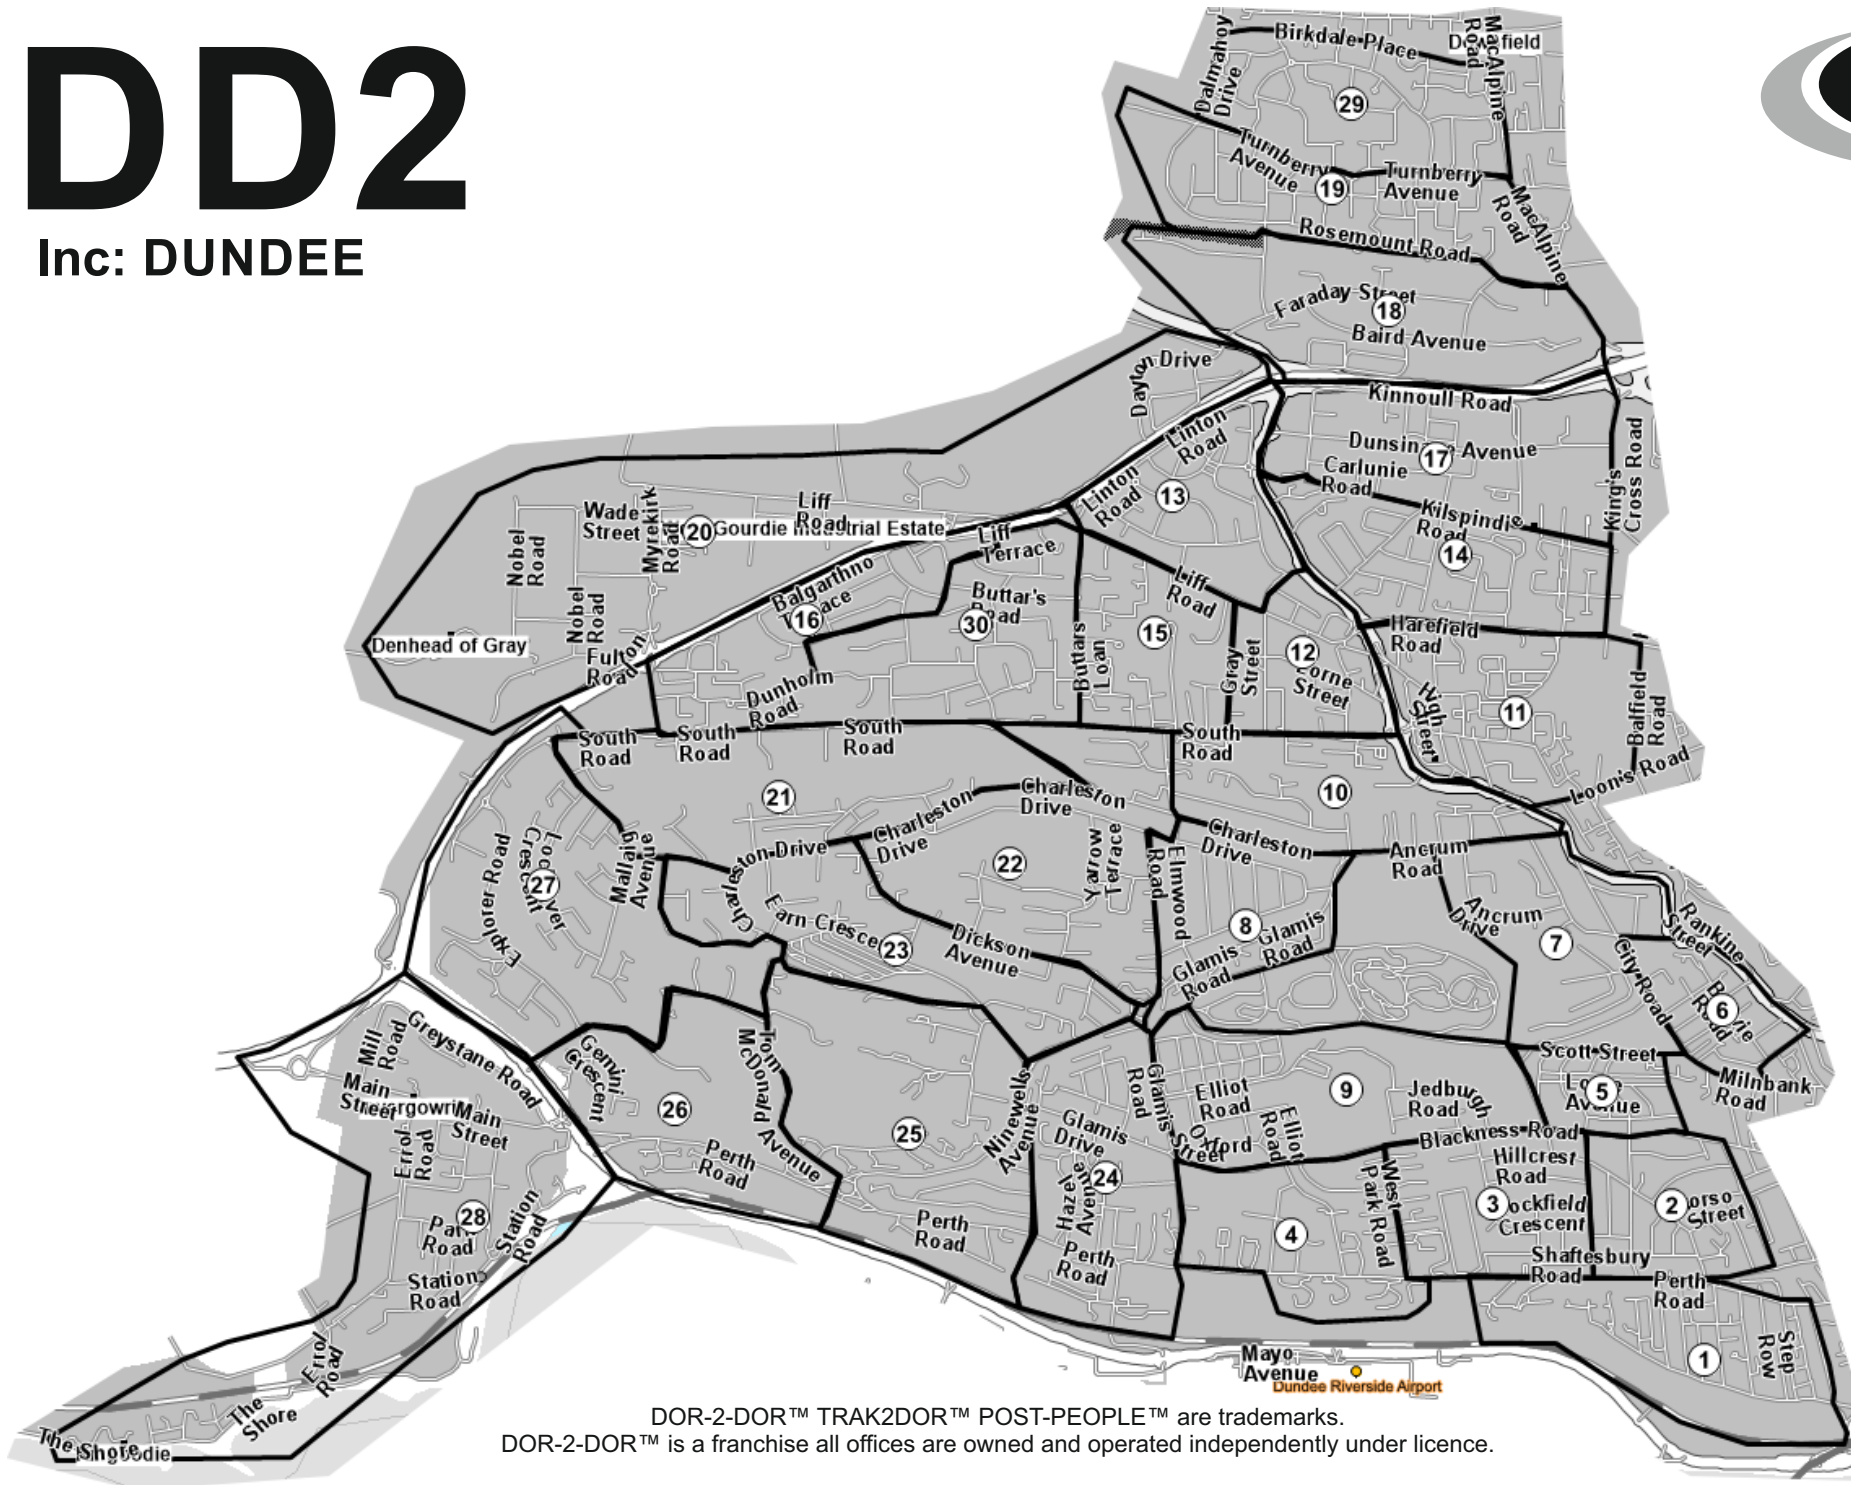 DD2
Inc: DUNDEE
Birkdale Place
MacAlpine
Road
Dalmahoy
Drive
29
Turnberry
Avenue
Turnberry
Avenue
19
MacAlpine
Road
Rosemount Road
Faraday Street
18
Baird Avenue
Dayton Drive
Kinnoull Road
Linton
Road
Dunsinane Avenue
17
Carlunie
Road
King's
Cross Road
Linton
Road
13
Kilspindie
Road
14
Wade
Street
Myrekirk
Road
Liff
Road
20
Gourdie Industrial Estate
Nobel
Road
Liff
Terrace
Balgarthno
Terrace
16
Nobel
Road
Buttar's
Road
30
Liff
Road
Denhead of Gray
Fulton
Road
15
Buttars
Loan
Gray
Street
12
Lorne
Street
Harefield
Road
Dunholm
Road
High
Street
11
Balfield
Road
South
Road
South
Road
South
Road
South
Road
Loon's Road
21
Charleston
Drive
10
Charleston
Drive
Charleston
Drive
Ancrum
Road
Explorer Road
27
Mallaig
Avenue
Charleston Drive
22
Yarrow
Terrace
Elmwood
Road
Earn Crescent
23
Dickson
Avenue
8
Glamis
Road
Glamis
Road
Ancrum
Drive
7
Rankine
Street
City Road
6
Mill
Road
Greystane Road
Gemini
Crescent
Tom
McDonald Avenue
Scott Street
Main
Street
Main
Street
26
Ninewells
Avenue
Glamis
Road
Elliot
Road
9
Jedburgh
Road
5
Avenue
Milnbank
Road
Errol
Road
25
Glamis
Drive
Oxford
Street
Elliot
Road
Blackness Road
Perth
Road
24
Hazel
Avenue
West
Park Road
Hillcrest
Road
3
Crescent
2
Street
28
Park
Road
Station
Road
Perth
Road
4
Perth
Road
Shaftesbury
Road
Perth
Road
Station
Road
1
Step
Row
Errol
Road
Mayo
Avenue
Dundee Riverside Airport
The
Shore
The Shore
DOR-2-DOR™ TRAK2DOR™ POST-PEOPLE™ are trademarks.
DOR-2-DOR™ is a franchise all offices are owned and operated independently under licence.